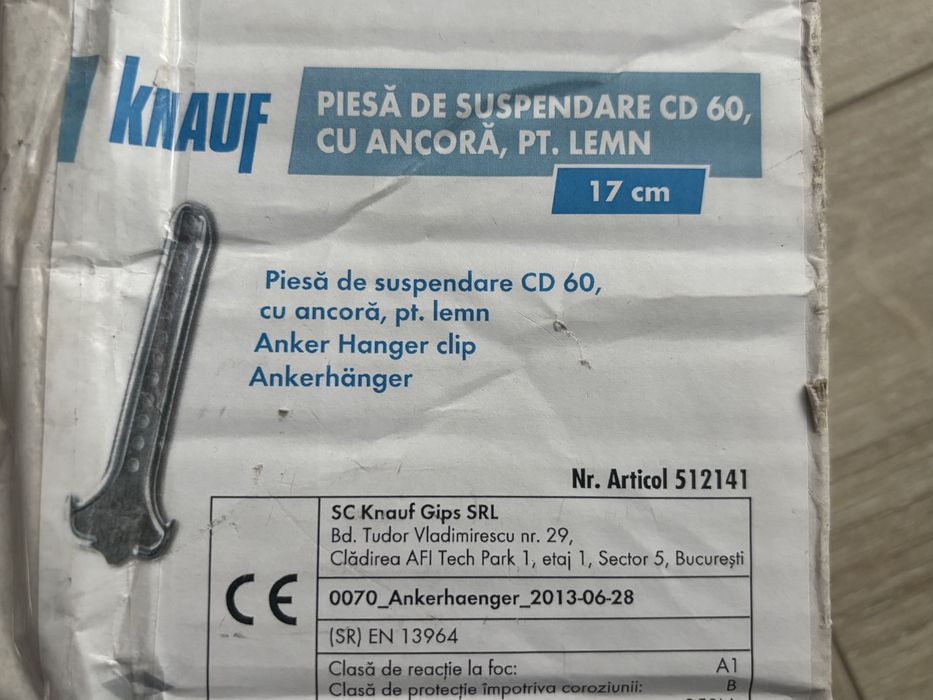 KNAUF
PIESĂ DE SUSPENDARE CD 60,
CU ANCORĂ, PT. LEMN
17 cm
Piesă de suspendare CD 60,
cu ancoră, pt. lemn
Anker Hanger clip
Ankerhänger
Nr. Articol 512141
CE
SC Knauf Gips SRL
Bd. Tudor Vladimirescu nr. 29,
Clădirea AFI Tech Park 1, etaj 1, Sector 5, București
0070_Ankerhaenger_2013-06-28
(SR) EN 13964
Clasă de reacție la foc: A1
Clasă de protecție împotriva coroziunii: B